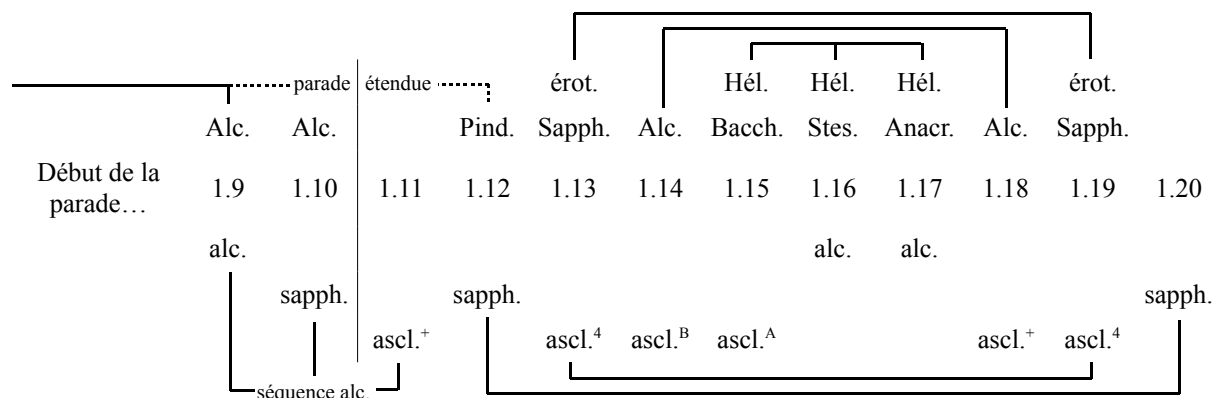 érot. Hél. Hél. Hél. érot.
parade étendue
Alc. Alc. Pind. Sapph. Alc. Bacch. Stes. Anacr. Alc. Sapph.
Début de la
parade…
1.9 1.10 1.11 1.12 1.13 1.14 1.15 1.16 1.17 1.18 1.19 1.20
alc. alc. alc.
sapph. sapph. sapph.
ascl.⁺ ascl.⁴ ascl.ᴮ ascl.ᴬ ascl.⁺ ascl.⁴
séquence alc.